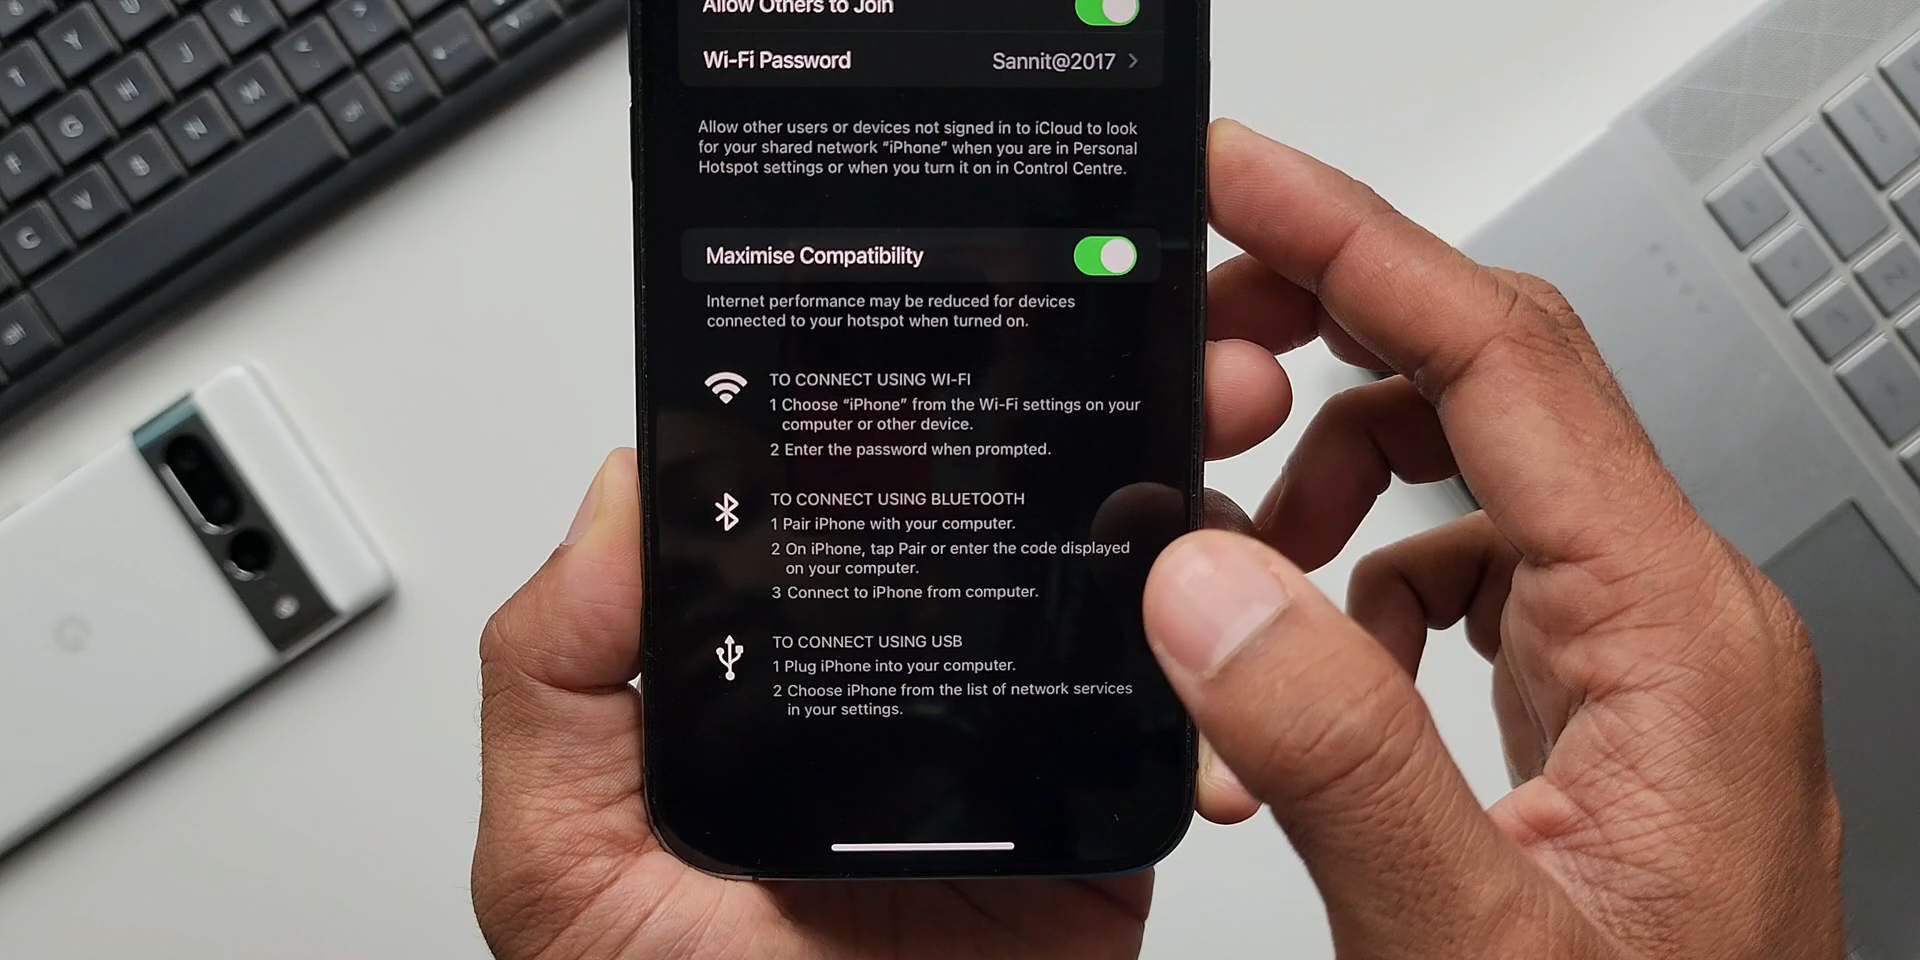 Allow Others to Join
Wi-Fi Password Sannit@2017
Allow other users or devices not signed in to iCloud to look
for your shared network “iPhone” when you are in Personal
Hotspot settings or when you turn it on in Control Centre.
Maximise Compatibility
Internet performance may be reduced for devices
connected to your hotspot when turned on.
TO CONNECT USING WI-FI
1 Choose “iPhone” from the Wi-Fi settings on your
computer or other device.
2 Enter the password when prompted.
TO CONNECT USING BLUETOOTH
1 Pair iPhone with your computer.
2 On iPhone, tap Pair or enter the code displayed
on your computer.
3 Connect to iPhone from computer.
TO CONNECT USING USB
1 Plug iPhone into your computer.
2 Choose iPhone from the list of network services
in your settings.